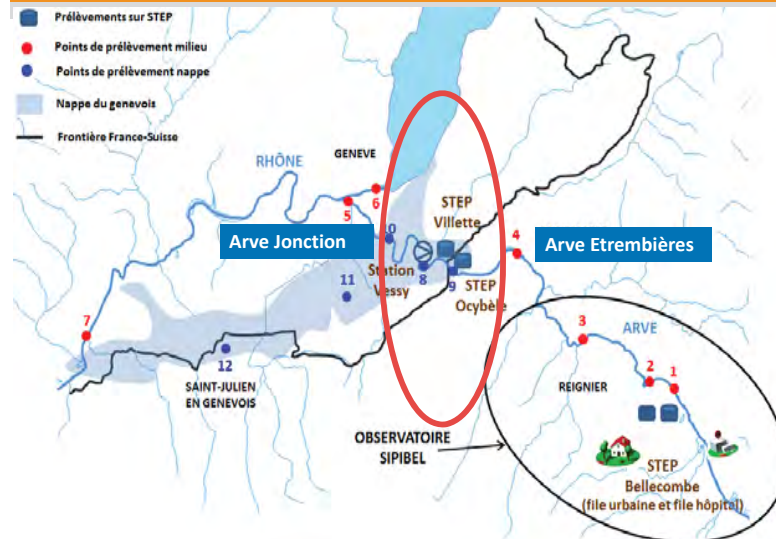 Prélèvements sur STEP
Points de prélèvement milieu
Points de prélèvement nappe
Nappe du genevois
Frontière France-Suisse
RHÔNE
GENEVE
6
5
STEP
Villette
10
4
Arve Jonction
Arve Etrembières
Station
Vessy
8
9
STEP
Ocybèle
11
7
3
ARVE
12
2
1
SAINT-JULIEN
EN GENEVOIS
REIGNIER
OBSERVATOIRE
SIPIBEL
STEP
Bellecombe
(file urbaine et file hôpital)